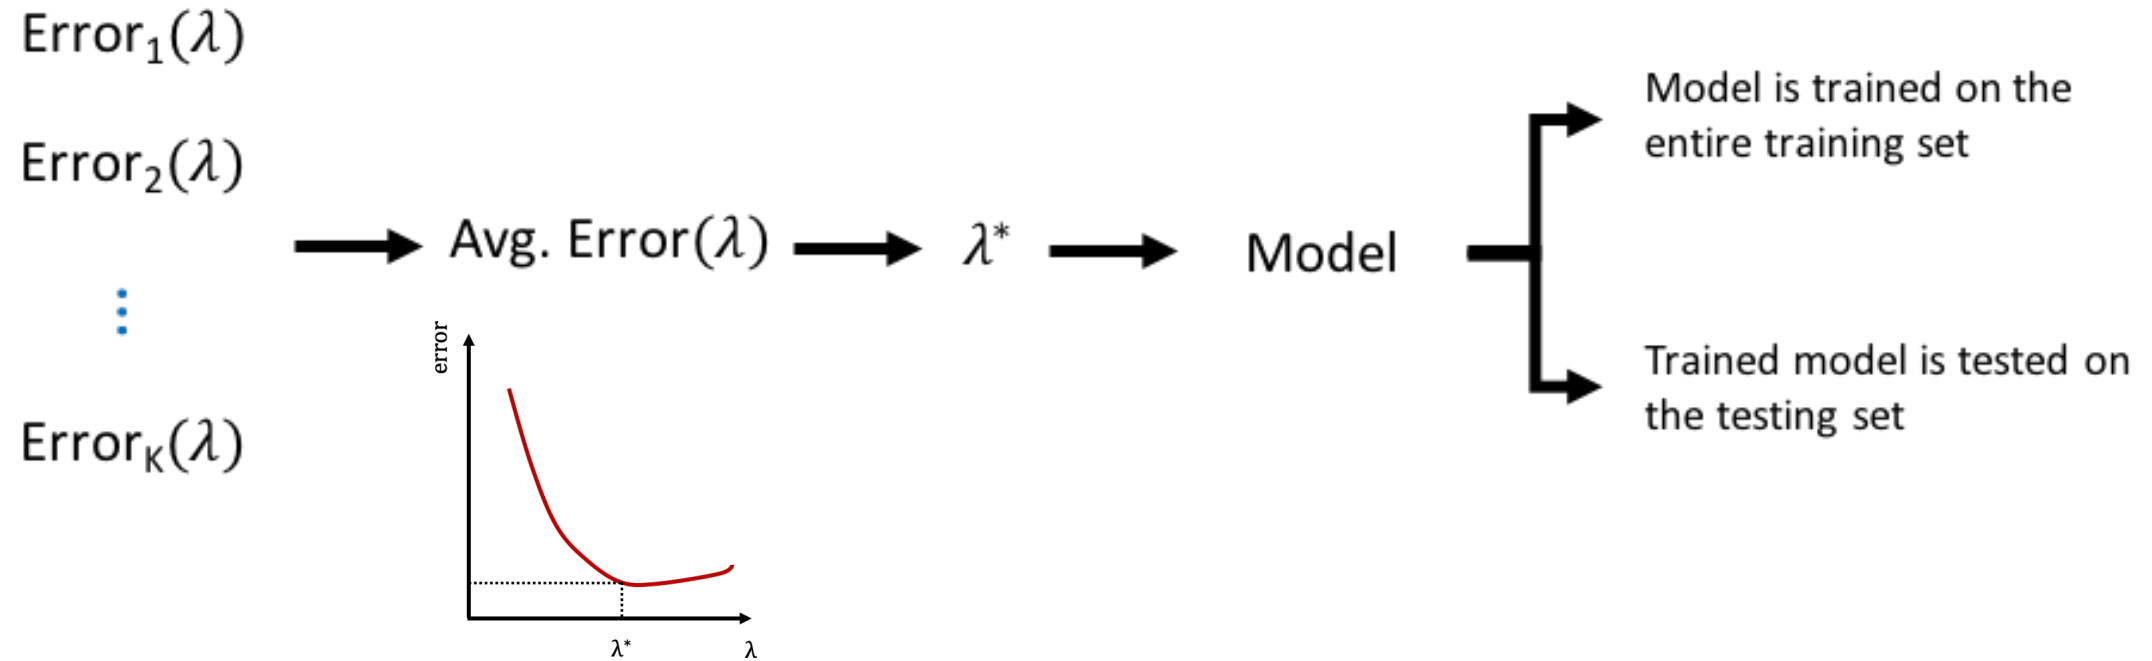 Error₁(λ)
Error₂(λ)
⋮
Error_K(λ)
Avg. Error(λ)
λ*
Model
Model is trained on the
entire training set
Trained model is tested on
the testing set
error
λ*
λ